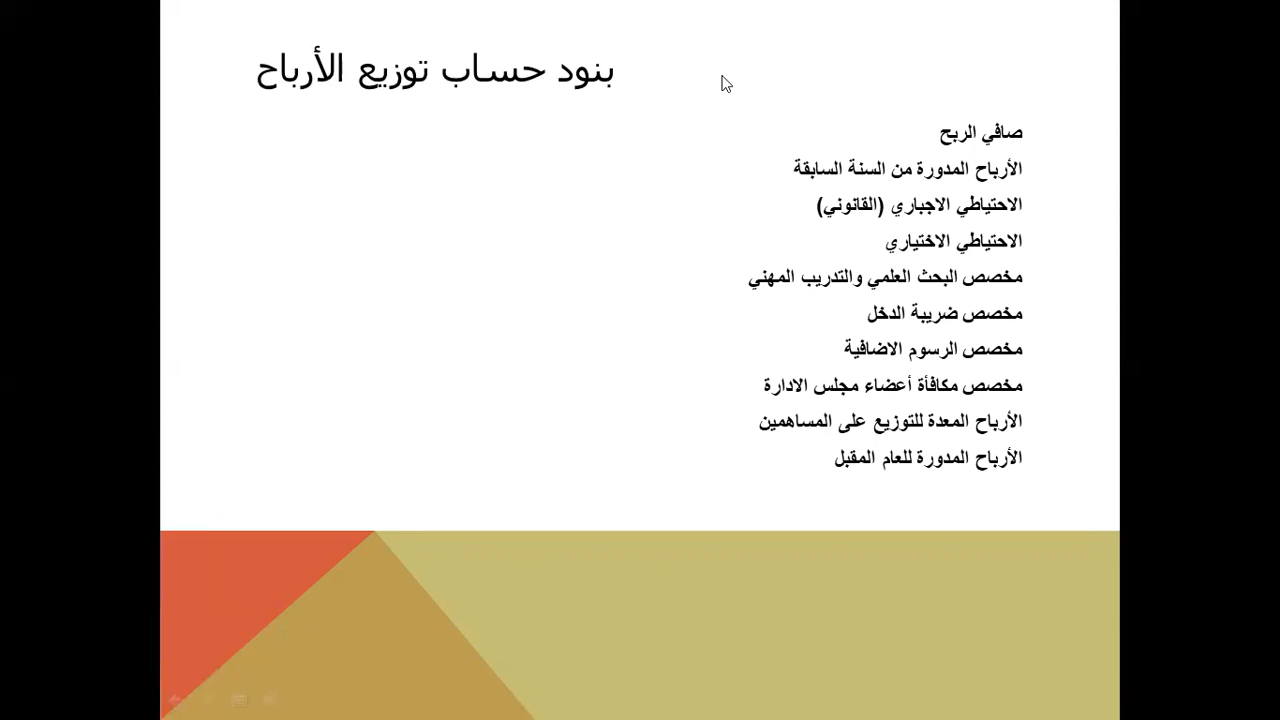 بنود حساب توزيع الأرباح
صافي الربح
الأرباح المدورة من السنة السابقة
الاحتياطي الاجباري (القانوني)
الاحتياطي الاختياري
مخصص البحث العلمي والتدريب المهني
مخصص ضريبة الدخل
مخصص الرسوم الاضافية
مخصص مكافأة أعضاء مجلس الادارة
الأرباح المعدة للتوزيع على المساهمين
الأرباح المدورة للعام المقبل